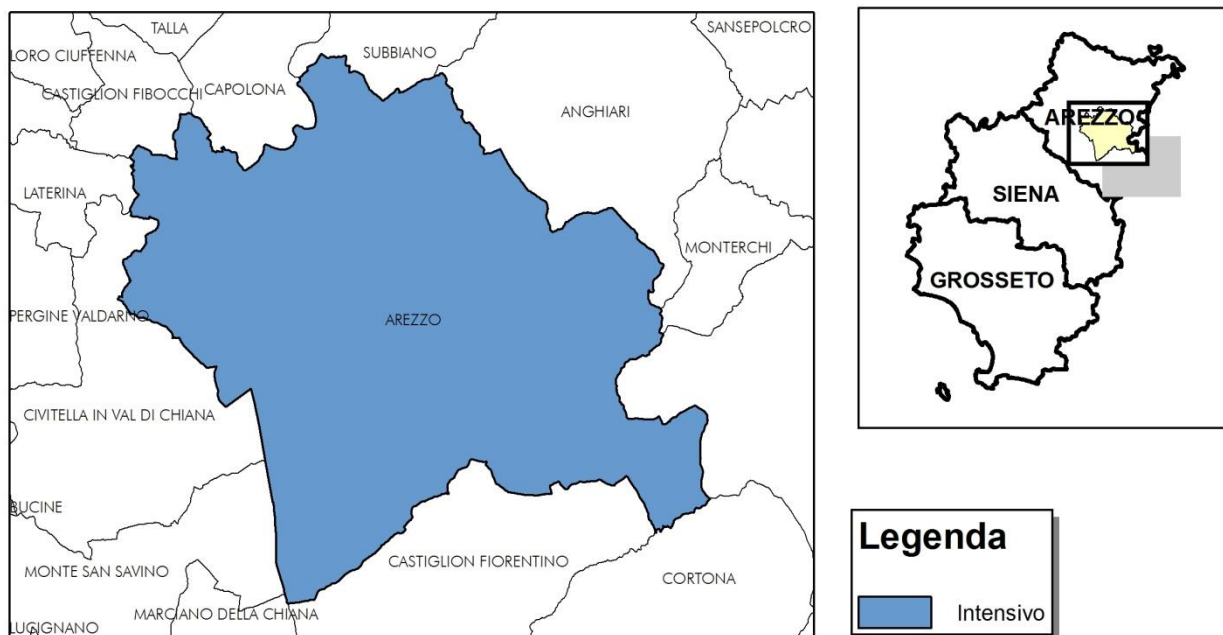 TALLA
SANSEPOLCRO
LORO CIUFFENNA
SUBBIANO
CASTIGLION FIBOCCHI
CAPOLONA
ANGHIARI
LATERINA
MONTERCHI
PERGINE VALDARNO
AREZZO
CIVITELLA IN VAL DI CHIANA
BUCINE
MONTE SAN SAVINO
CASTIGLION FIORENTINO
CORTONA
MARCIANO DELLA CHIANA
LUCIGNANO
AREZZO
SIENA
GROSSETO
Legenda
Intensivo